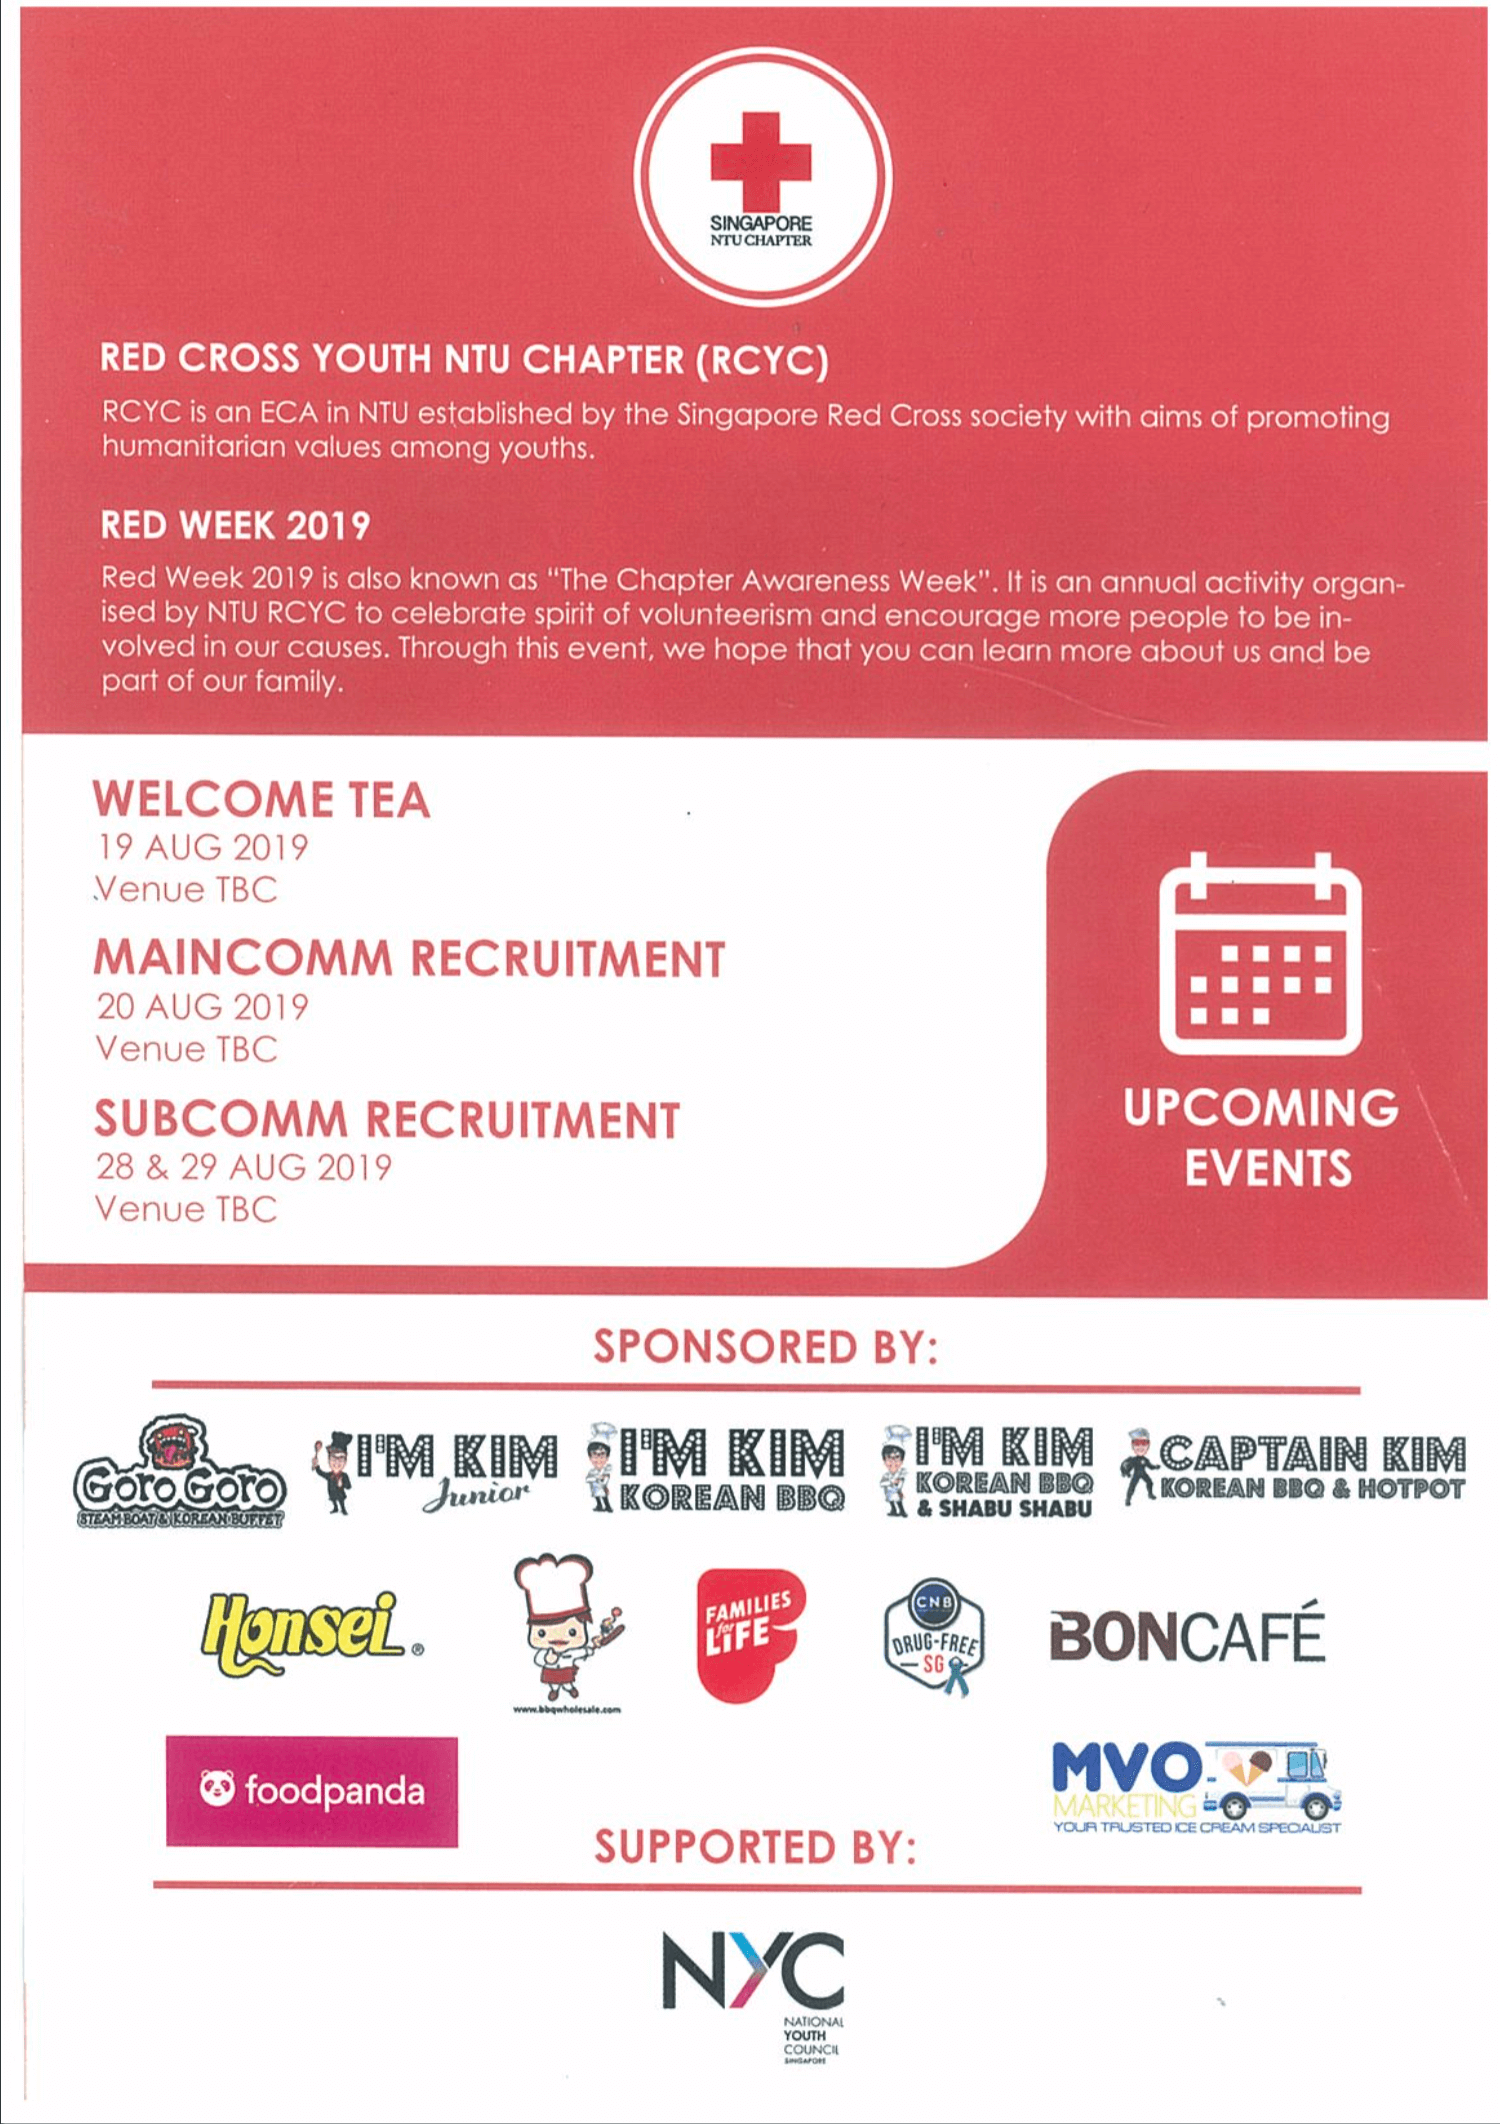 SINGAPORE
NTU CHAPTER
RED CROSS YOUTH NTU CHAPTER (RCYC)
RCYC is an ECA in NTU established by the Singapore Red Cross society with aims of promoting
humanitarian values among youths.
RED WEEK 2019
Red Week 2019 is also known as "The Chapter Awareness Week". It is an annual activity organ-
ised by NTU RCYC to celebrate spirit of volunteerism and encourage more people to be in-
volved in our causes. Through this event, we hope that you can learn more about us and be
part of our family.
WELCOME TEA
19 AUG 2019
Venue TBC
MAINCOMM RECRUITMENT
20 AUG 2019
Venue TBC
SUBCOMM RECRUITMENT
28 & 29 AUG 2019
Venue TBC
UPCOMING
EVENTS
SPONSORED BY:
GoroGoro
STEAMBOAT & KOREAN BUFFET
I'M KIM
Junior
I'M KIM
KOREAN BBQ
I'M KIM
KOREAN BBQ
& SHABU SHABU
CAPTAIN KIM
KOREAN BBQ & HOTPOT
Honsei ®
www.bbqwholesale.com
FAMILIES
for
LIFE
CNB
DRUG-FREE
SG
BONCAFÉ
foodpanda
MVO
MARKETING
YOUR TRUSTED ICE CREAM SPECIALIST
SUPPORTED BY:
NYC
NATIONAL
YOUTH
COUNCIL
SINGAPORE